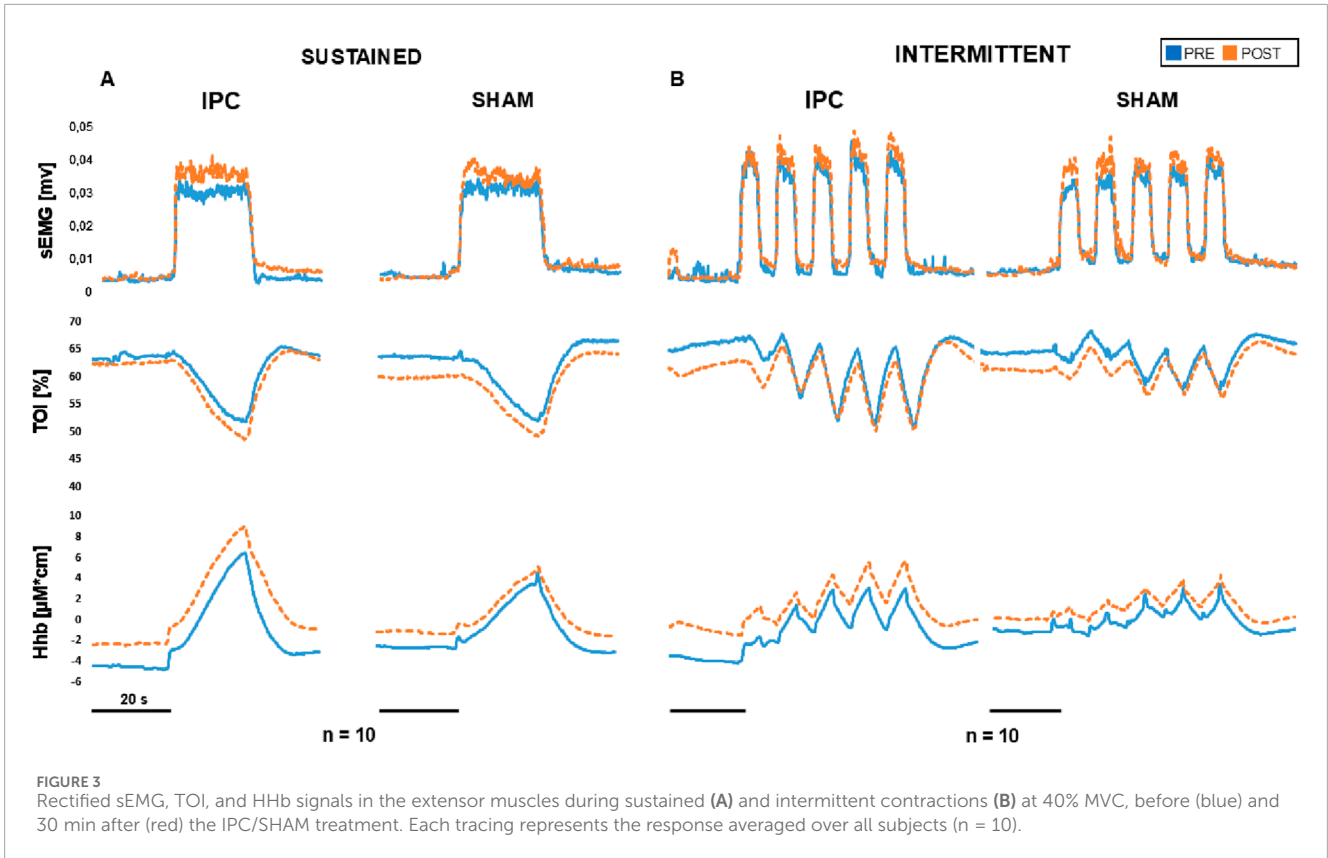 SUSTAINED
INTERMITTENT
PRE POST
A
B
IPC
SHAM
IPC
SHAM
sEMG [mv]
0,05
0,04
0,03
0,02
0,01
0
TOI [%]
70
65
60
55
50
45
40
Hhb [µM*cm]
10
8
6
4
2
0
-2
-4
-6
20 s
n = 10
n = 10
FIGURE 3
Rectified sEMG, TOI, and HHb signals in the extensor muscles during sustained (A) and intermittent contractions (B) at 40% MVC, before (blue) and
30 min after (red) the IPC/SHAM treatment. Each tracing represents the response averaged over all subjects (n = 10).